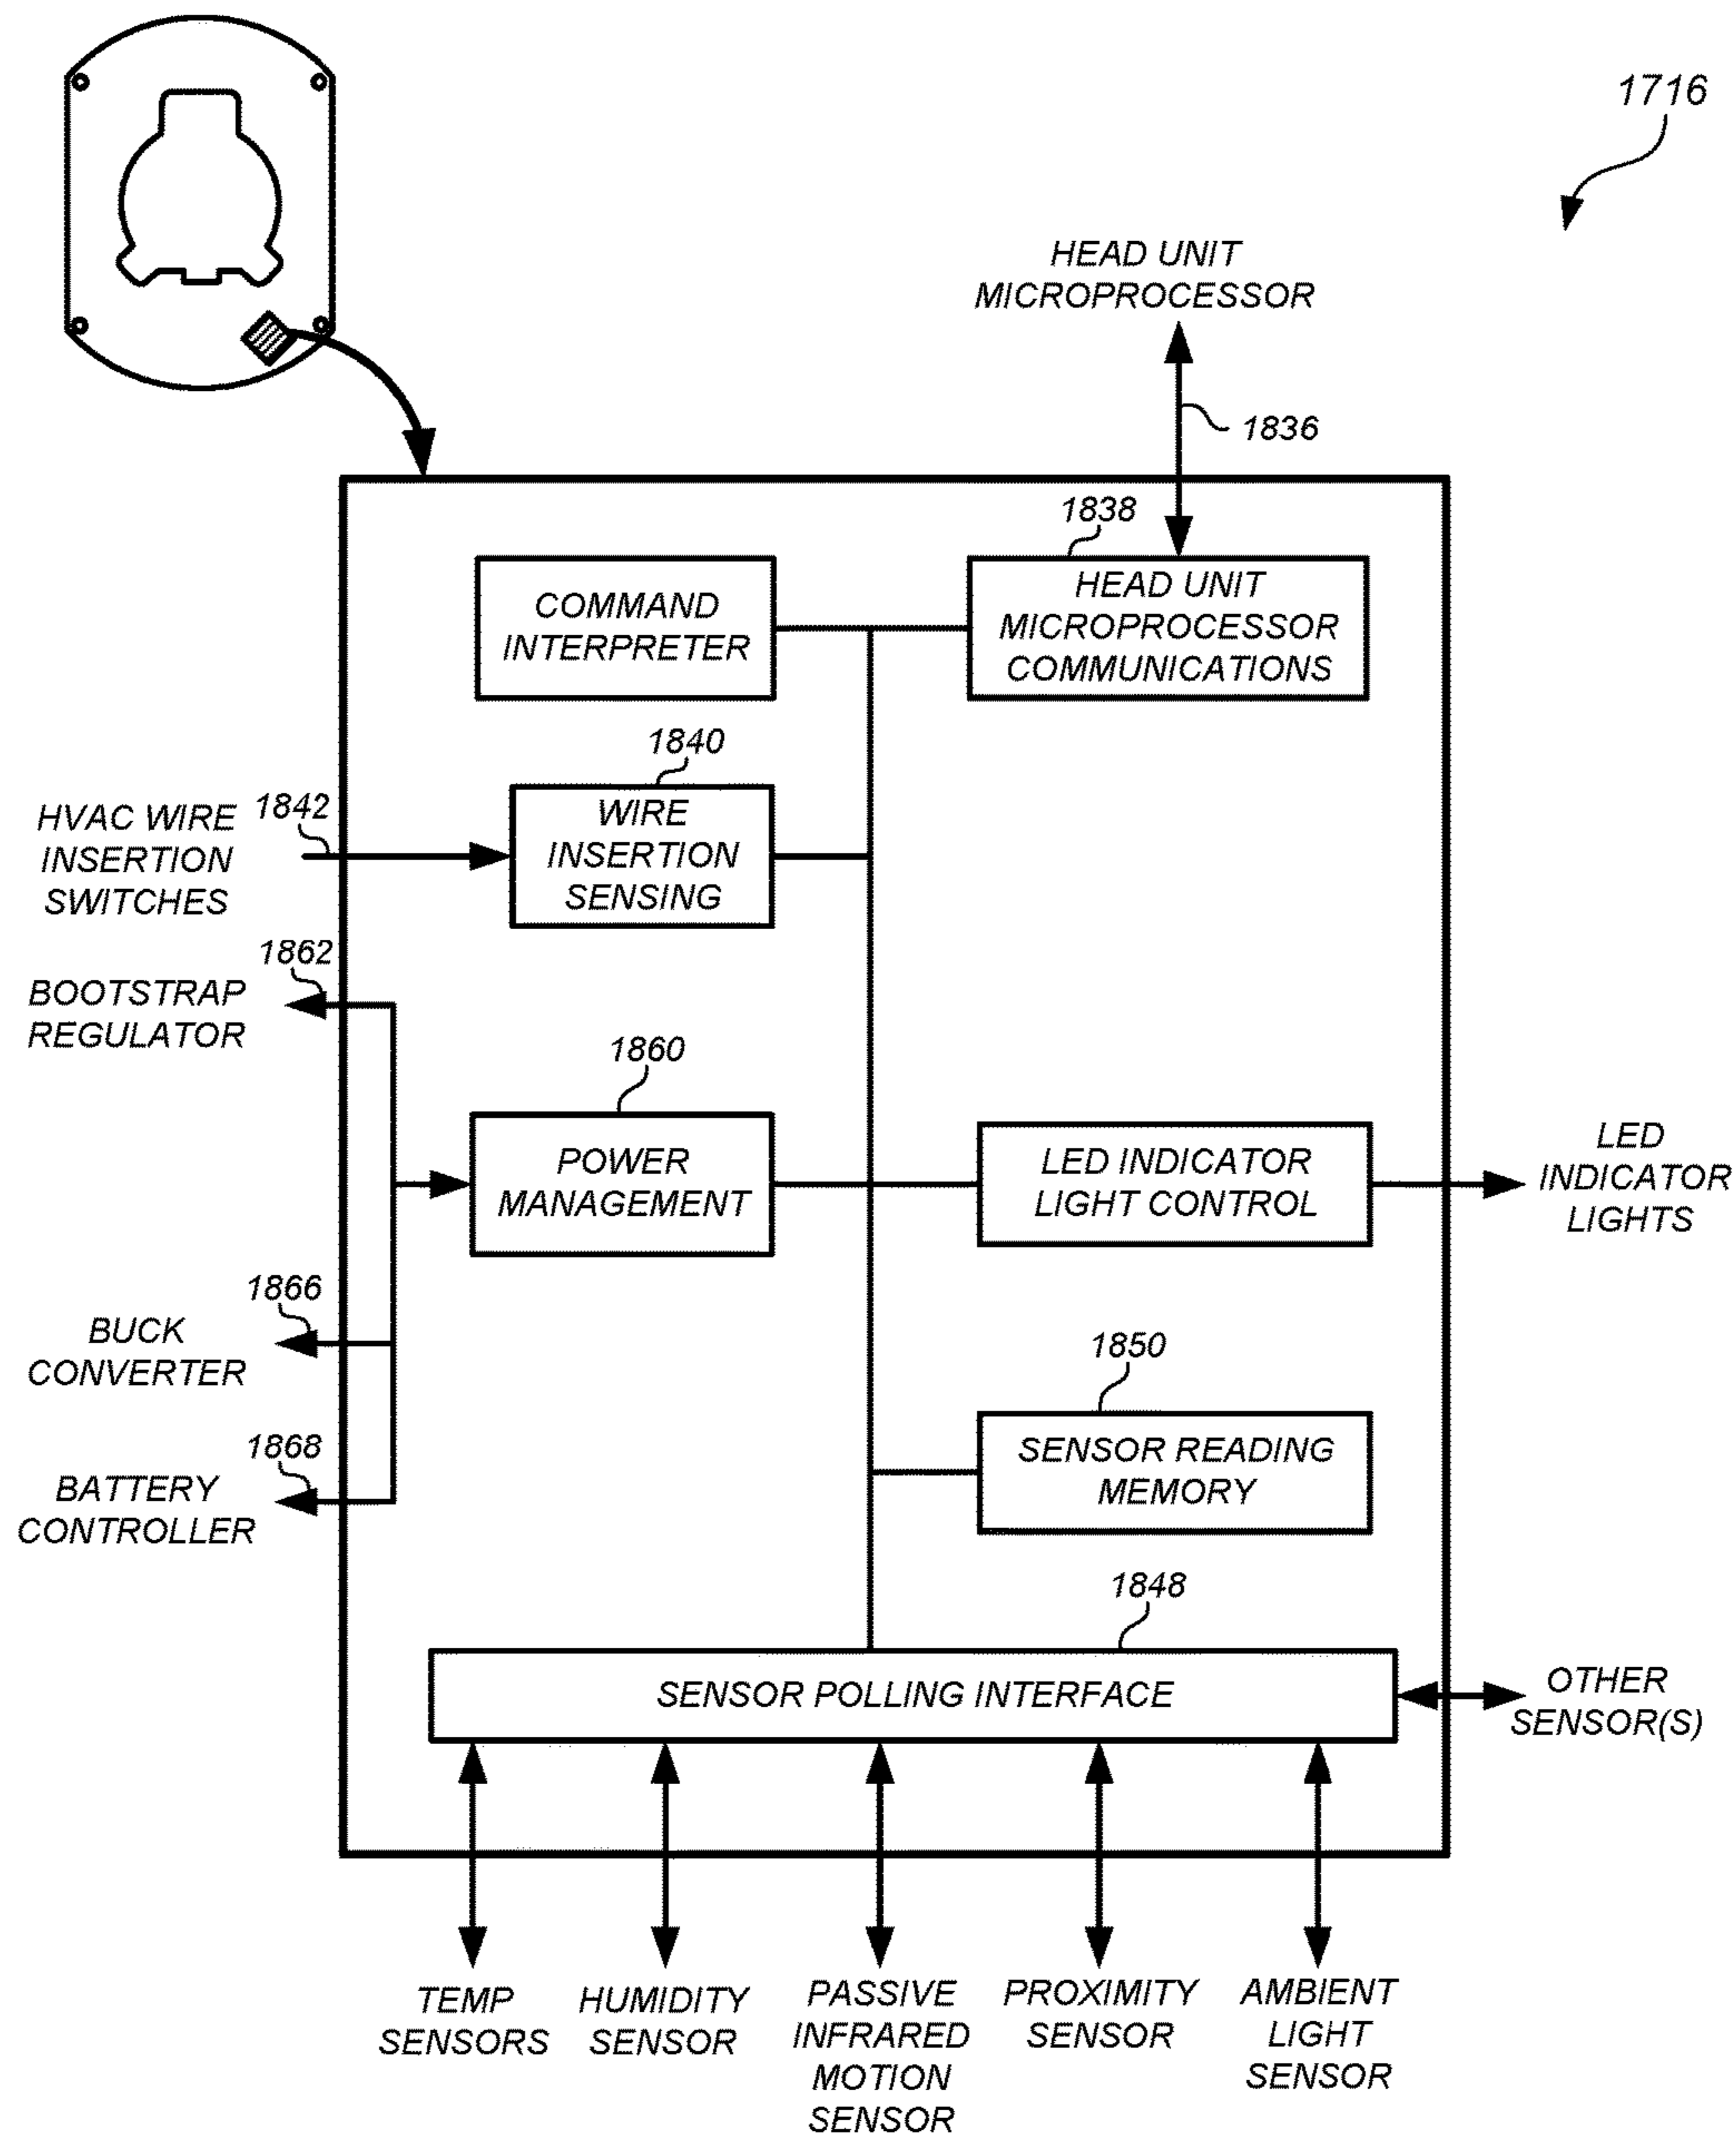 1716
HEAD UNIT
MICROPROCESSOR
1836
1838
COMMAND
INTERPRETER
HEAD UNIT
MICROPROCESSOR
COMMUNICATIONS
1840
HVAC WIRE
INSERTION
SWITCHES
1842
WIRE
INSERTION
SENSING
1862
BOOTSTRAP
REGULATOR
1860
POWER
MANAGEMENT
LED INDICATOR
LIGHT CONTROL
LED
INDICATOR
LIGHTS
1866
BUCK
CONVERTER
1850
SENSOR READING
MEMORY
1868
BATTERY
CONTROLLER
1848
SENSOR POLLING INTERFACE
OTHER
SENSOR(S)
TEMP
SENSORS
HUMIDITY
SENSOR
PASSIVE
INFRARED
MOTION
SENSOR
PROXIMITY
SENSOR
AMBIENT
LIGHT
SENSOR